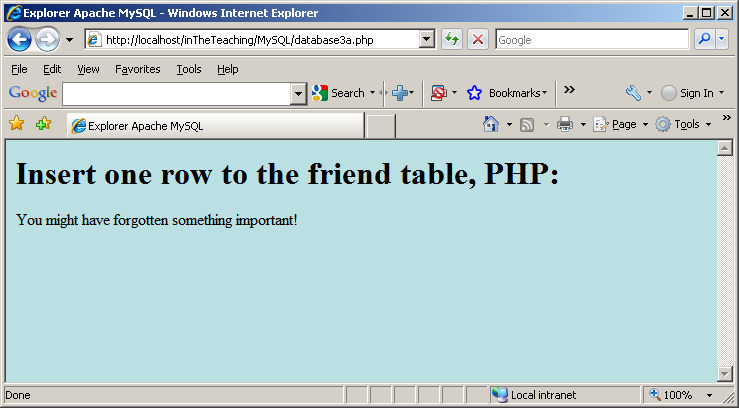 Explorer Apache MySQL - Windows Internet Explorer
http://localhost/inTheTeaching/MySQL/database3a.php
Google
File Edit View Favorites Tools Help
Google Search Bookmarks >> Sign In
Explorer Apache MySQL Page Tools >>
Insert one row to the friend table, PHP:
You might have forgotten something important!
Done Local intranet 100%